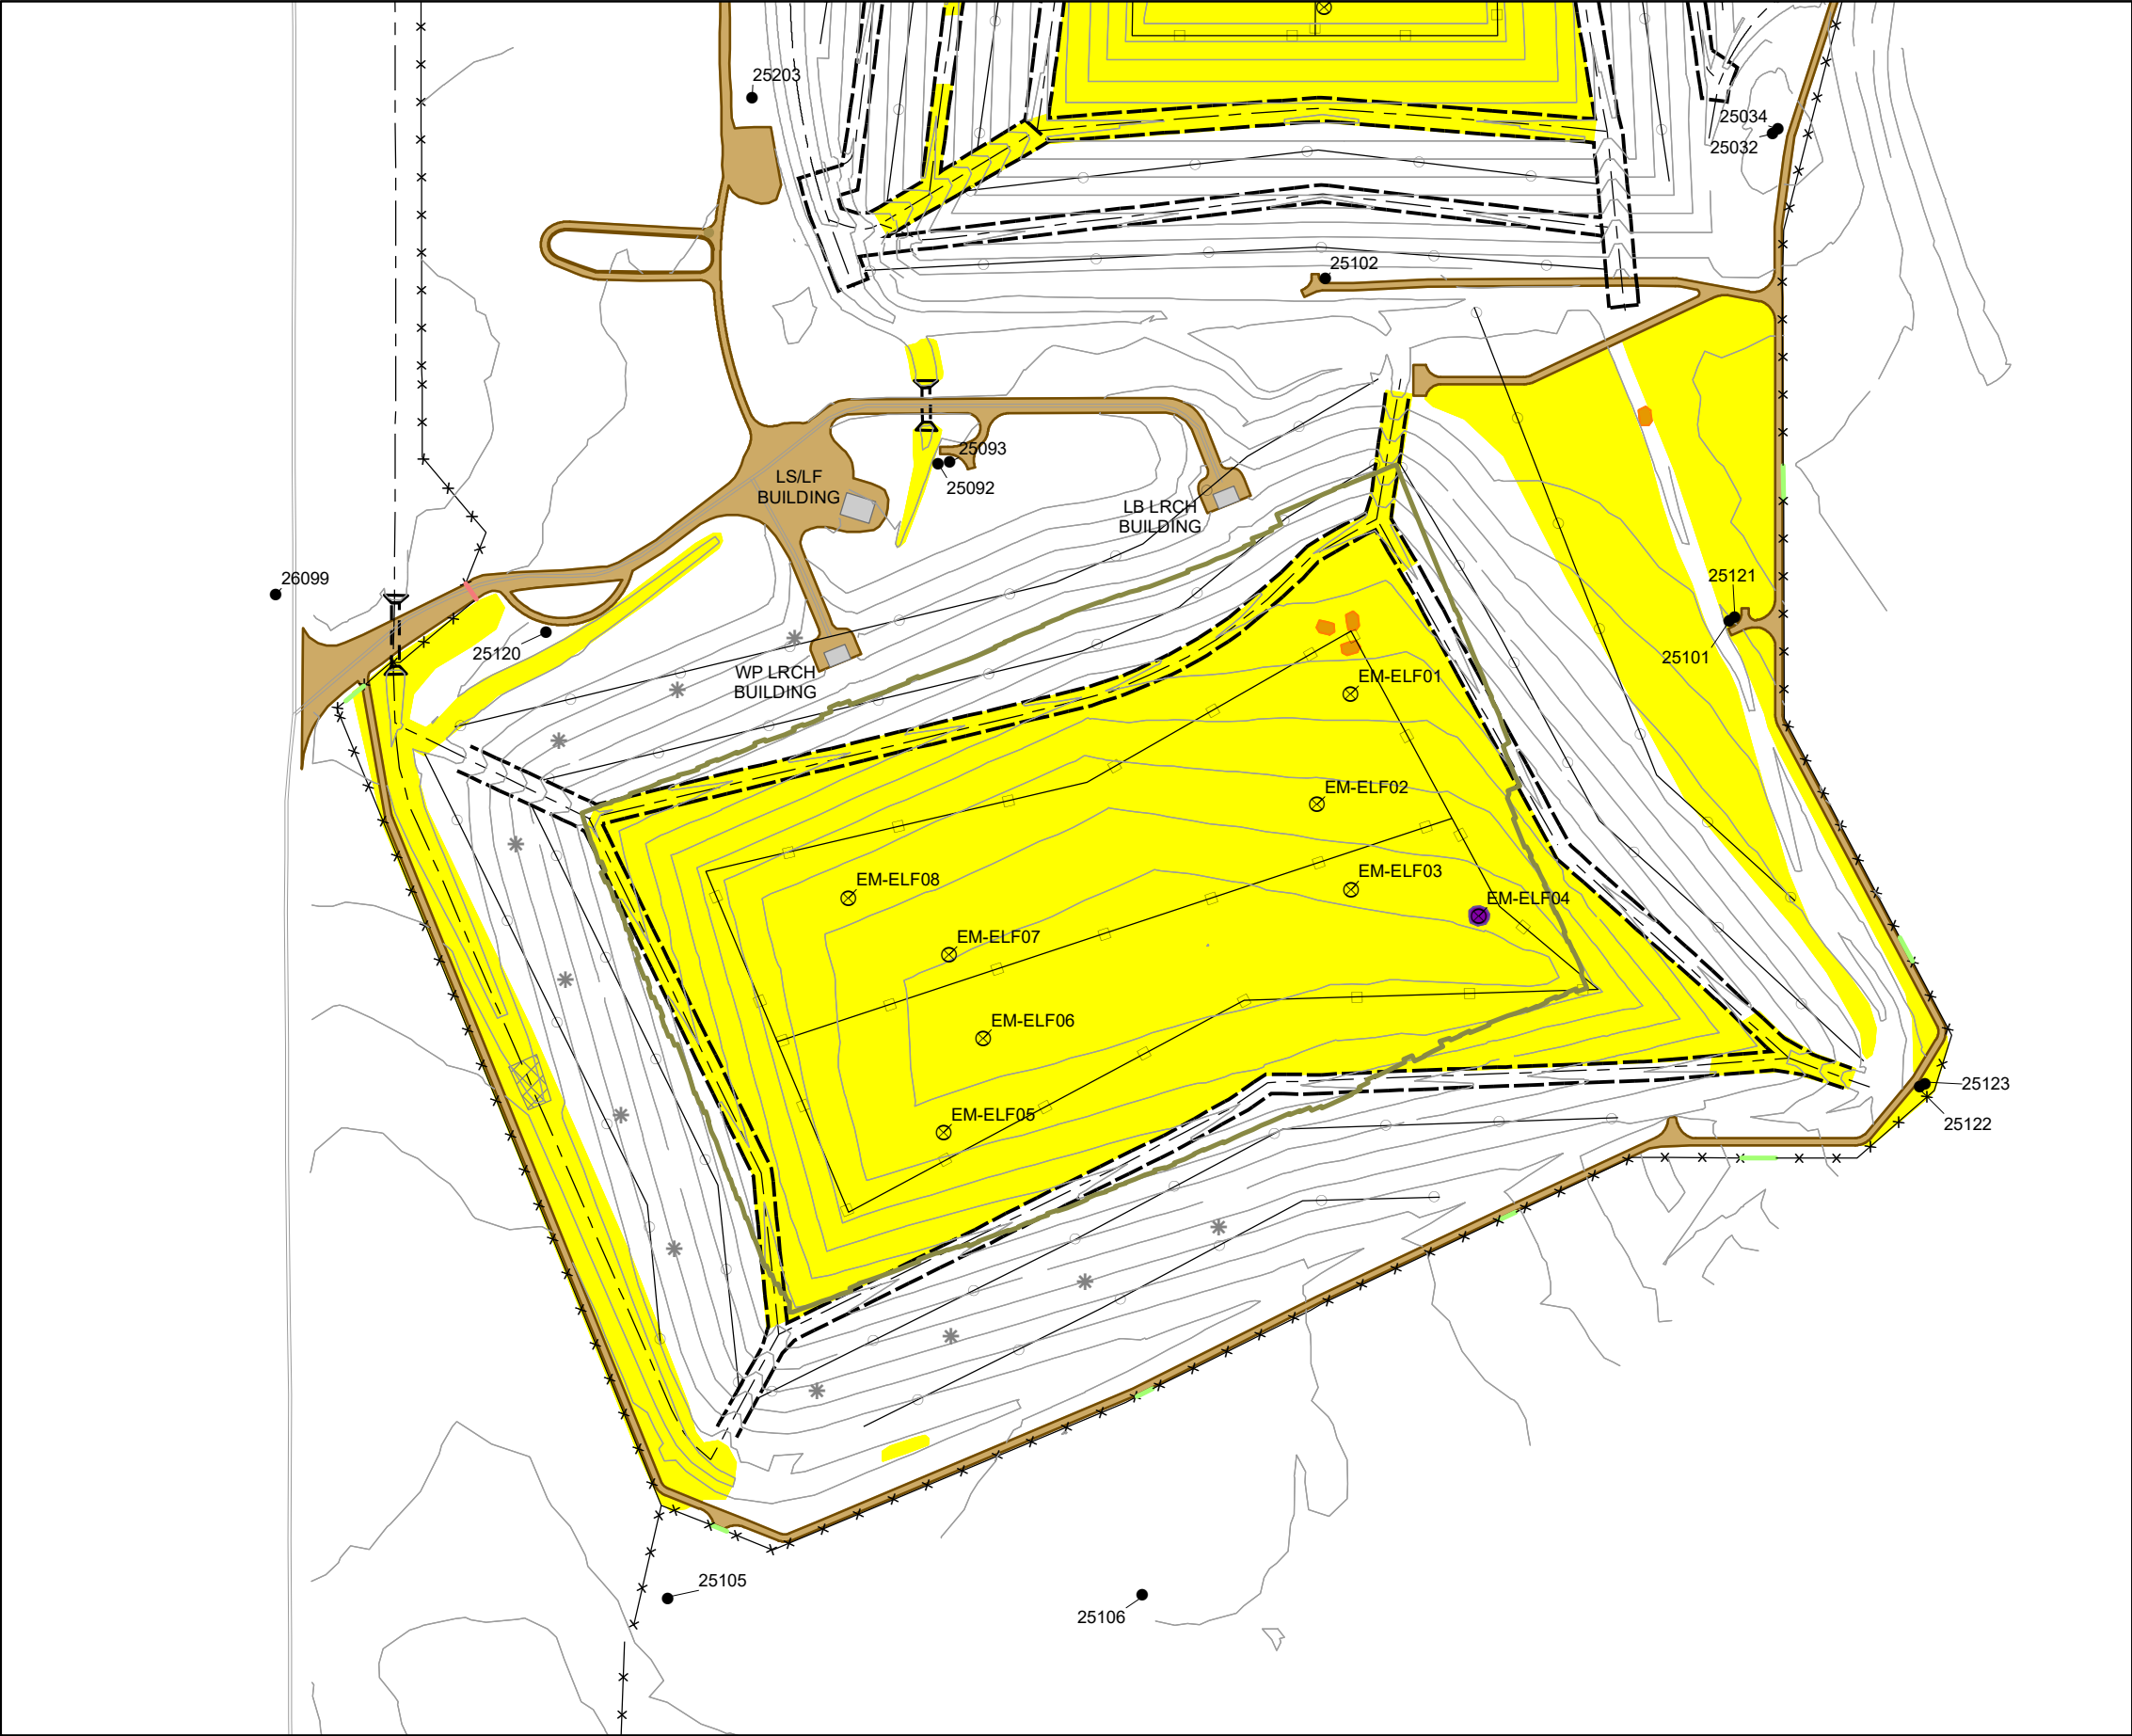 25203
25034
25032
25102
25093
25092
LS/LF
BUILDING
LB LRCH
BUILDING
26099
25121
25120
25101
WP LRCH
BUILDING
EM-ELF01
EM-ELF02
EM-ELF03
EM-ELF08
EM-ELF04
EM-ELF07
EM-ELF06
EM-ELF05
25123
25122
25105
25106